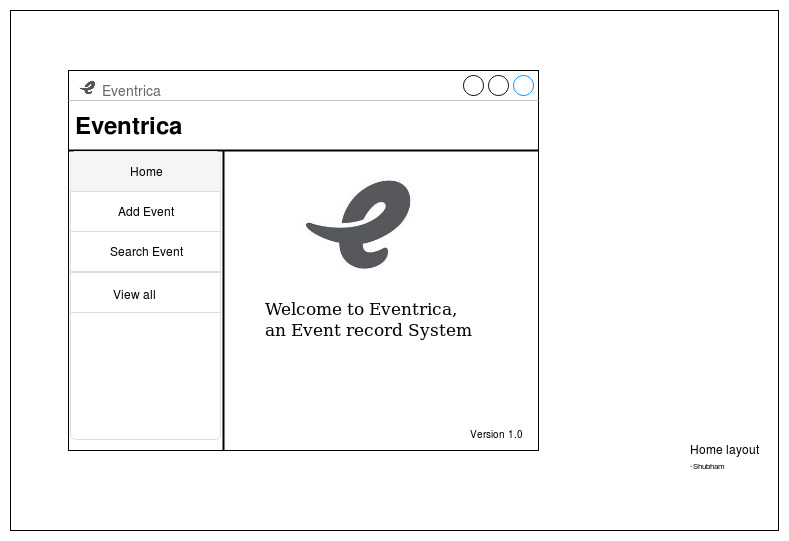 Eventrica
Eventrica
Home
Add Event
Search Event
View all
Welcome to Eventrica,
an Event record System
Version 1.0
Home layout
-Shubham